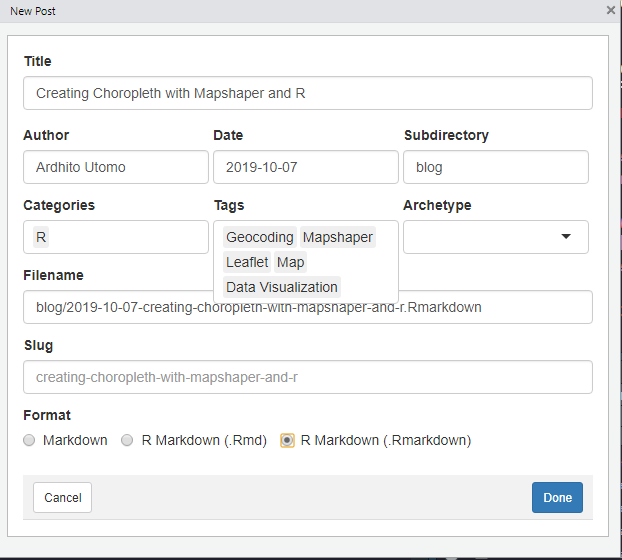 New Post
Title
Creating Choropleth with Mapshaper and R
Author Date Subdirectory
Ardhito Utomo 2019-10-07 blog
Categories Tags Archetype
R Geocoding Mapshaper
Leaflet Map
Filename
Data Visualization
blog/2019-10-07-creating-choropleth-with-mapshaper-and-r.Rmarkdown
Slug
creating-choropleth-with-mapshaper-and-r
Format
Markdown R Markdown (.Rmd) R Markdown (.Rmarkdown)
Cancel Done